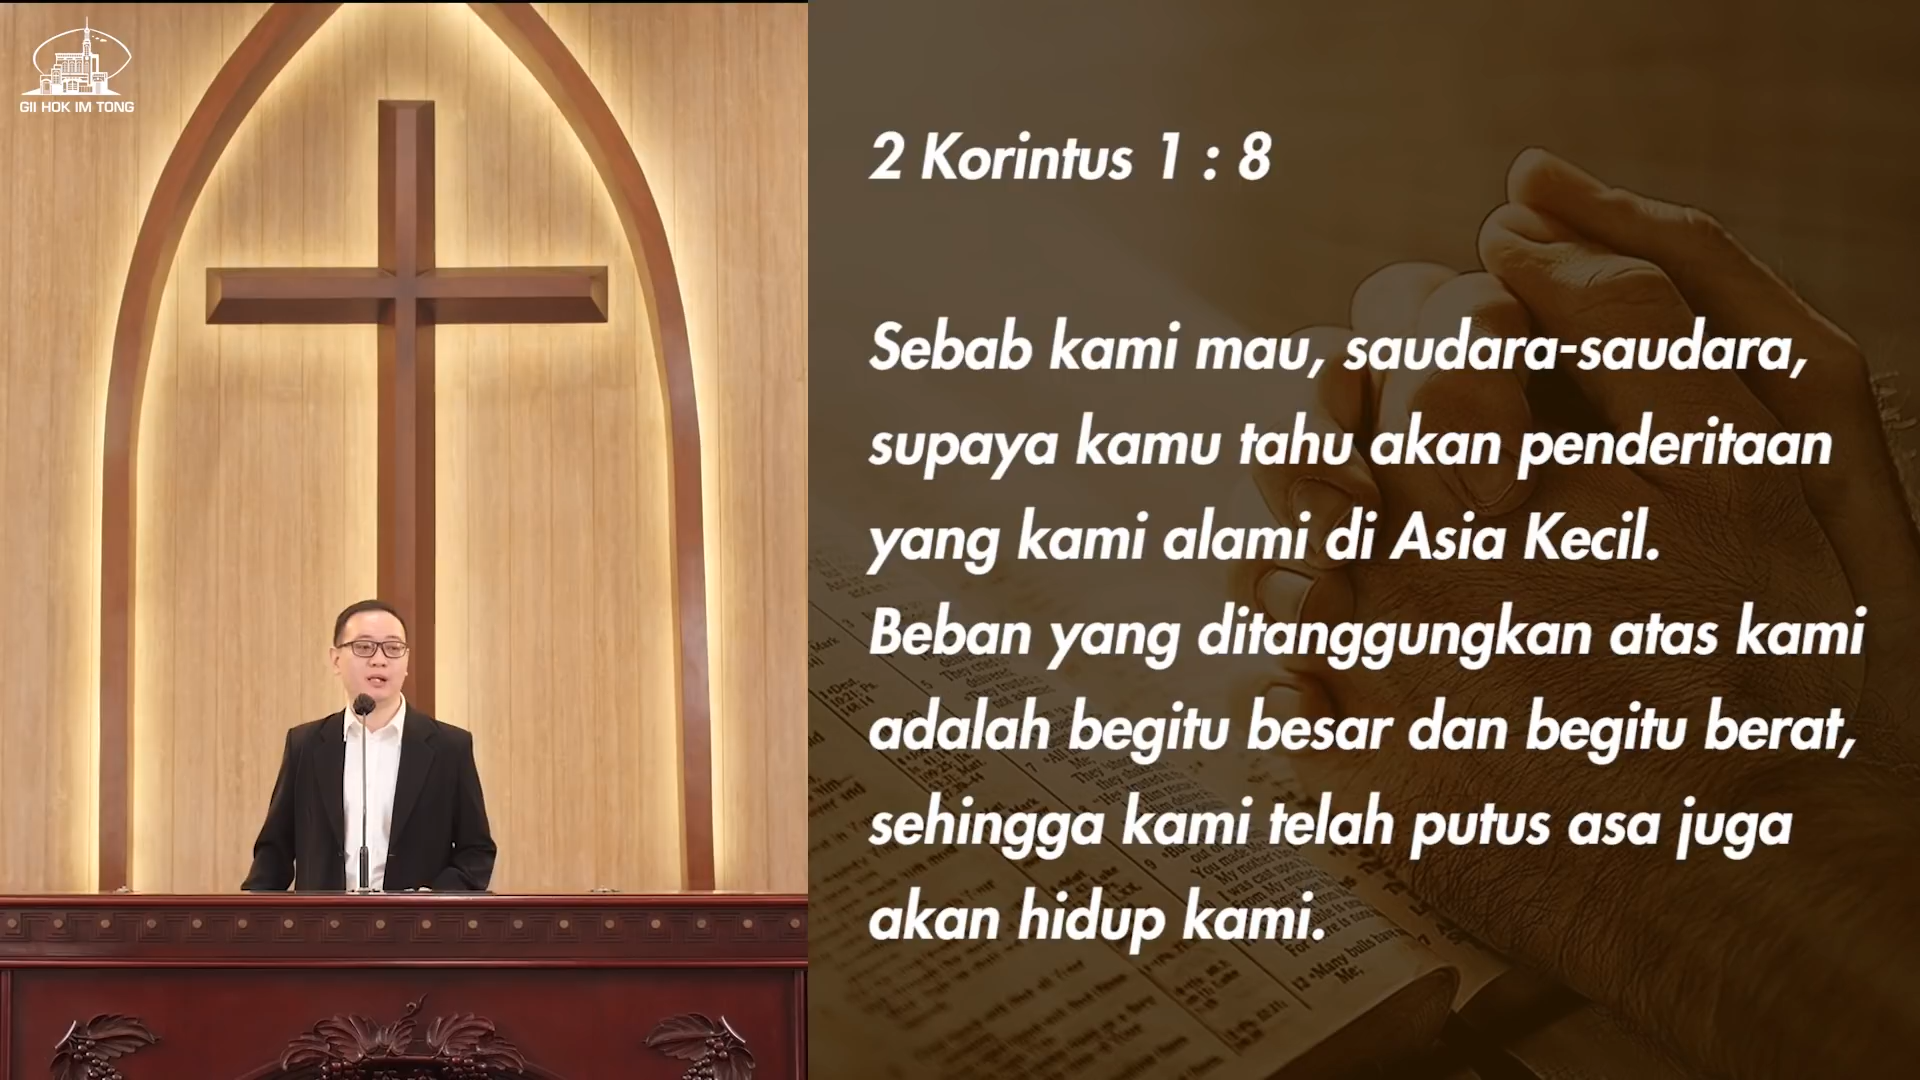 GII HOK IM TONG
2 Korintus 1 : 8
Sebab kami mau, saudara-saudara,
supaya kamu tahu akan penderitaan
yang kami alami di Asia Kecil.
Beban yang ditanggungkan atas kami
adalah begitu besar dan begitu berat,
sehingga kami telah putus asa juga
akan hidup kami.